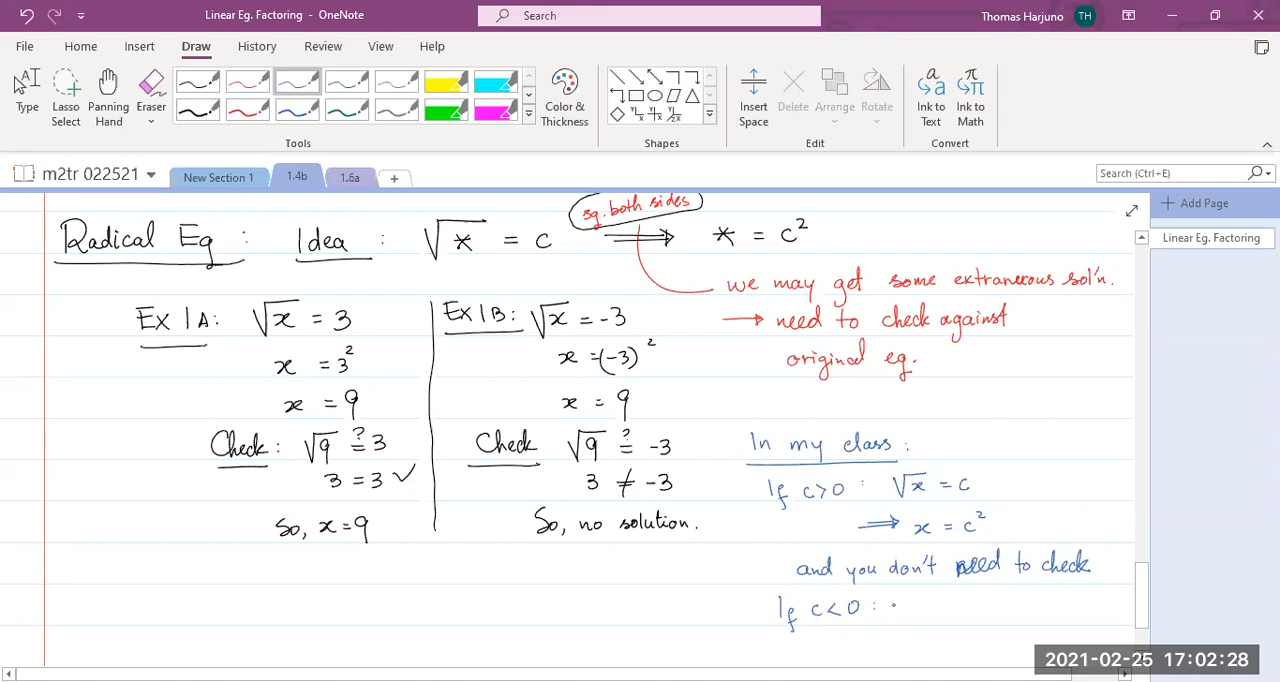 Linear Eg. Factoring - OneNote
Search
Thomas Harjuno
TH
File Home Insert Draw History Review View Help
Type
Lasso Select
Panning Hand
Eraser
Color & Thickness
Insert Space
Delete
Arrange
Rotate
Ink to Text
Ink to Math
Tools
Shapes
Edit
Convert
m2tr 022521
New Section 1
1.4b
1.6a
Search (Ctrl+E)
Add Page
Linear Eg. Factoring
sq. both sides
Radical Eq : Idea : √* = c ⟹ * = c²
we may get some extraneous sol'n.
→ need to check against
original eq.
Ex 1A: √x = 3
x = 3²
x = 9
Check: √9 ≟ 3
3 = 3 ✓
So, x = 9
Ex 1B: √x = -3
x = (-3)²
x = 9
Check √9 ≟ -3
3 ≠ -3
So, no solution.
In my class :
If c>0 : √x = c
⟹ x = c²
and you don't need to check
If c<0 :
2021-02-25 17:02:28